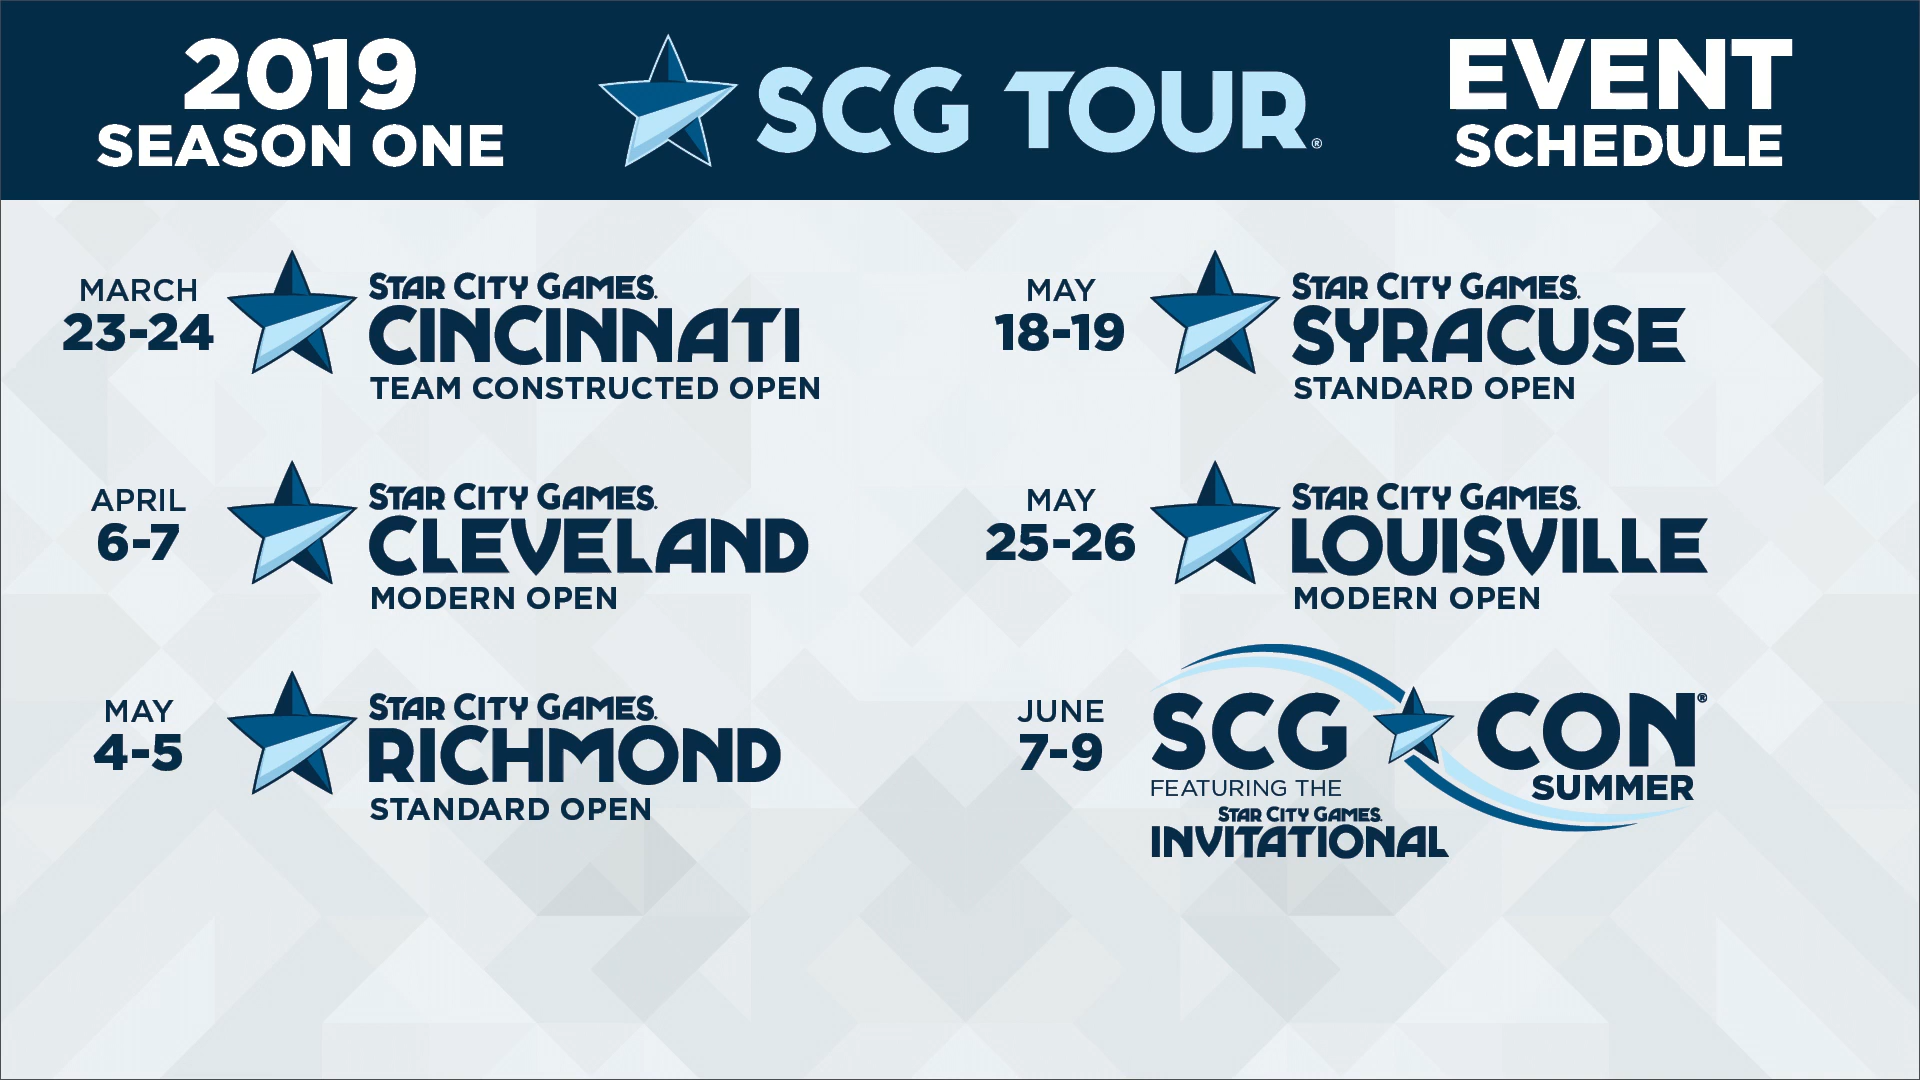 2019
SEASON ONE
SCG TOUR®
EVENT
SCHEDULE
MARCH
23-24
STAR CITY GAMES.
CINCINNATI
TEAM CONSTRUCTED OPEN
APRIL
6-7
STAR CITY GAMES.
CLEVELAND
MODERN OPEN
MAY
4-5
STAR CITY GAMES.
RICHMOND
STANDARD OPEN
MAY
18-19
STAR CITY GAMES.
SYRACUSE
STANDARD OPEN
MAY
25-26
STAR CITY GAMES.
LOUISVILLE
MODERN OPEN
JUNE
7-9
SCG CON®
SUMMER
FEATURING THE
STAR CITY GAMES.
INVITATIONAL